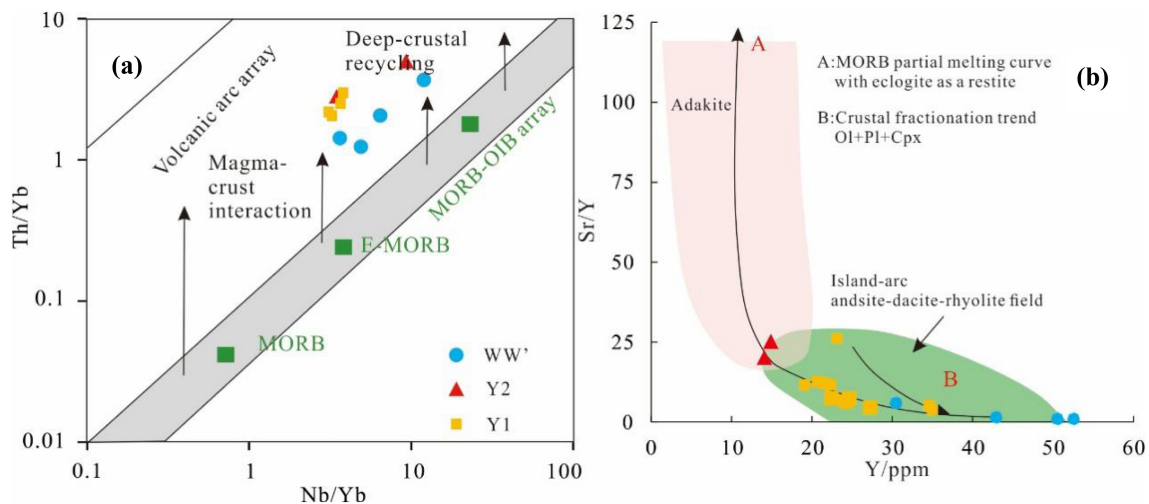 (a)
10
1
0.1
0.01
Th/Yb
0.1
1
10
100
Nb/Yb
Volcanic arc array
Deep-crustal
recycling
Magma-
crust
interaction
MORB-OIB array
E-MORB
MORB
WW'
Y2
Y1
(b)
125
100
75
50
25
0
Sr/Y
0
10
20
30
40
50
60
Y/ppm
A
Adakite
A:MORB partial melting curve
with eclogite as a restite
B:Crustal fractionation trend
Ol+Pl+Cpx
Island-arc
andsite-dacite-rhyolite field
B